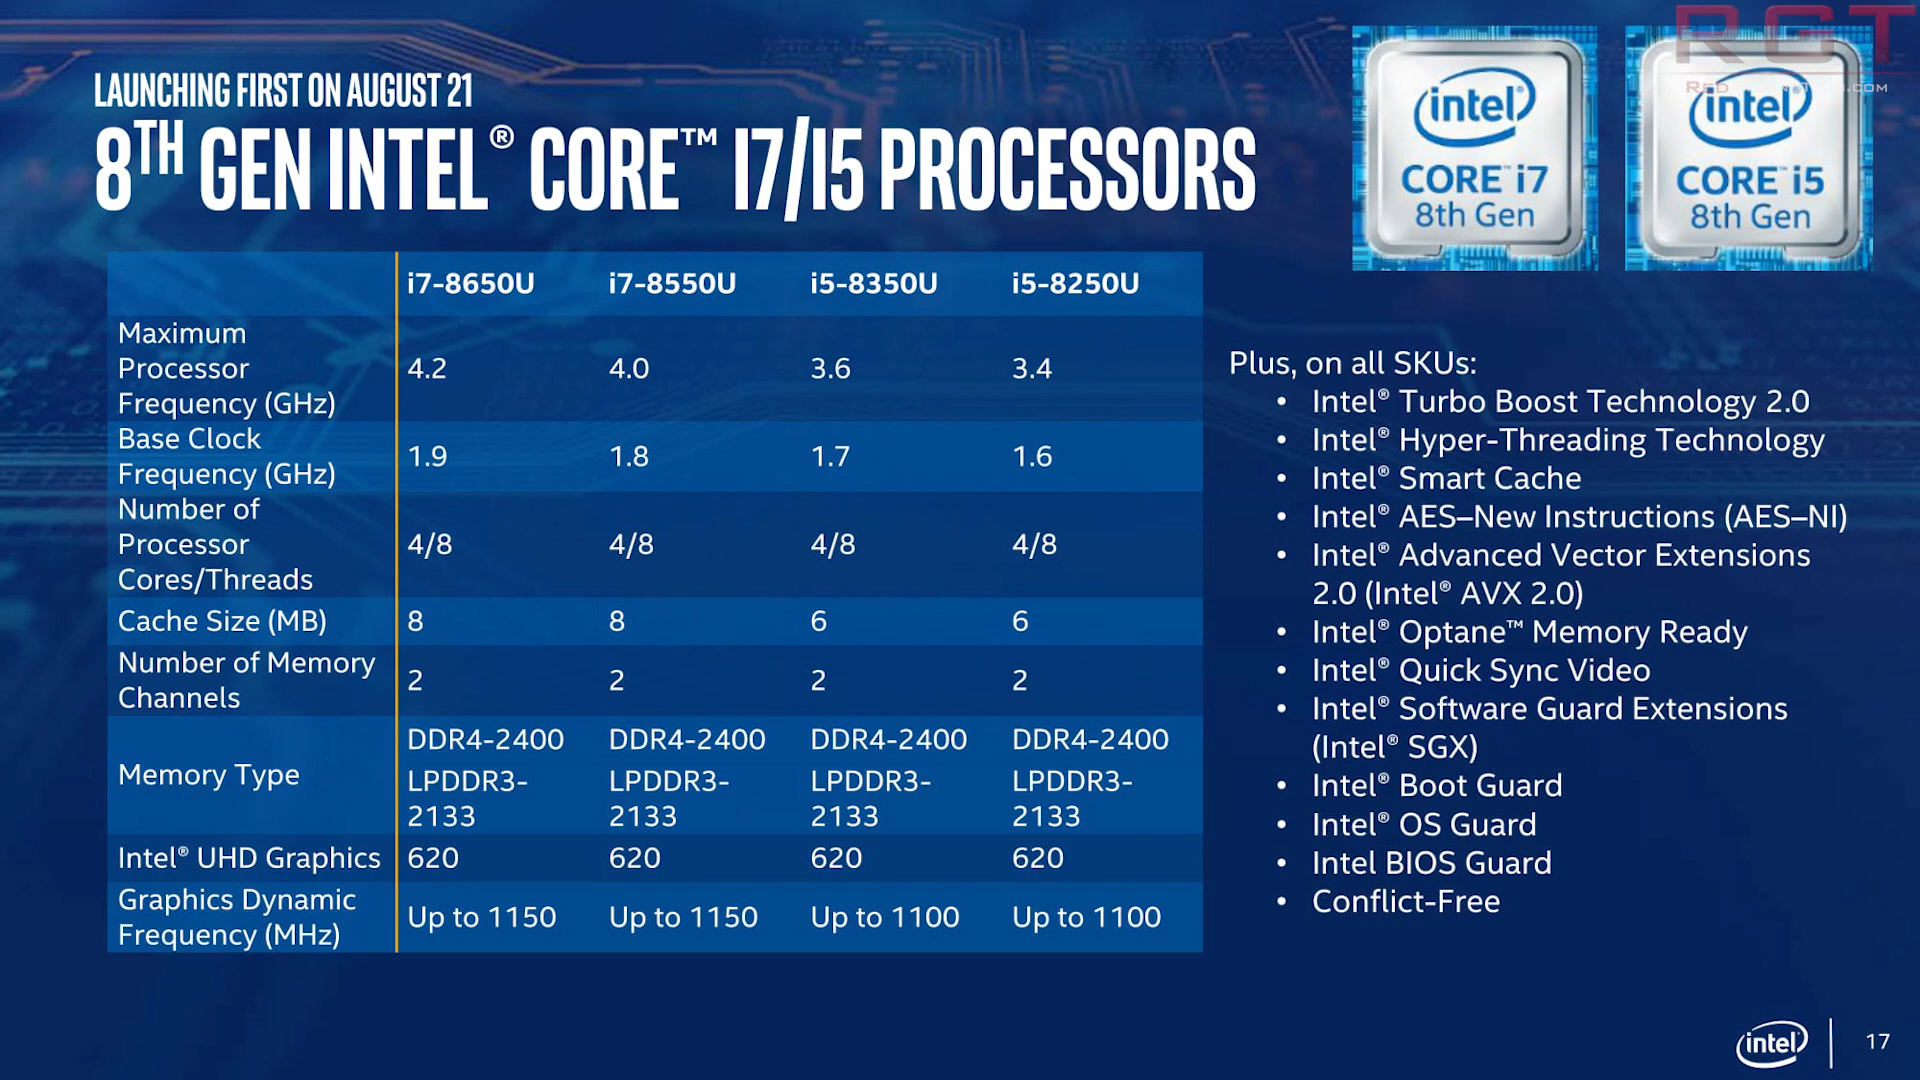 RGT
RED
.COM
LAUNCHING FIRST ON AUGUST 21
8TH GEN INTEL® CORE™ I7/I5 PROCESSORS
intel®
CORE™ i7
8th Gen
intel®
CORE™ i5
8th Gen
i7-8650U i7-8550U i5-8350U i5-8250U
Maximum
Processor 4.2 4.0 3.6 3.4
Frequency (GHz)
Base Clock
Frequency (GHz) 1.9 1.8 1.7 1.6
Number of
Processor 4/8 4/8 4/8 4/8
Cores/Threads
Cache Size (MB) 8 8 6 6
Number of Memory
Channels 2 2 2 2
DDR4-2400 DDR4-2400 DDR4-2400 DDR4-2400
Memory Type LPDDR3- LPDDR3- LPDDR3- LPDDR3-
2133 2133 2133 2133
Intel® UHD Graphics 620 620 620 620
Graphics Dynamic
Frequency (MHz) Up to 1150 Up to 1150 Up to 1100 Up to 1100
Plus, on all SKUs:
• Intel® Turbo Boost Technology 2.0
• Intel® Hyper-Threading Technology
• Intel® Smart Cache
• Intel® AES–New Instructions (AES–NI)
• Intel® Advanced Vector Extensions
2.0 (Intel® AVX 2.0)
• Intel® Optane™ Memory Ready
• Intel® Quick Sync Video
• Intel® Software Guard Extensions
(Intel® SGX)
• Intel® Boot Guard
• Intel® OS Guard
• Intel BIOS Guard
• Conflict-Free
intel | 17